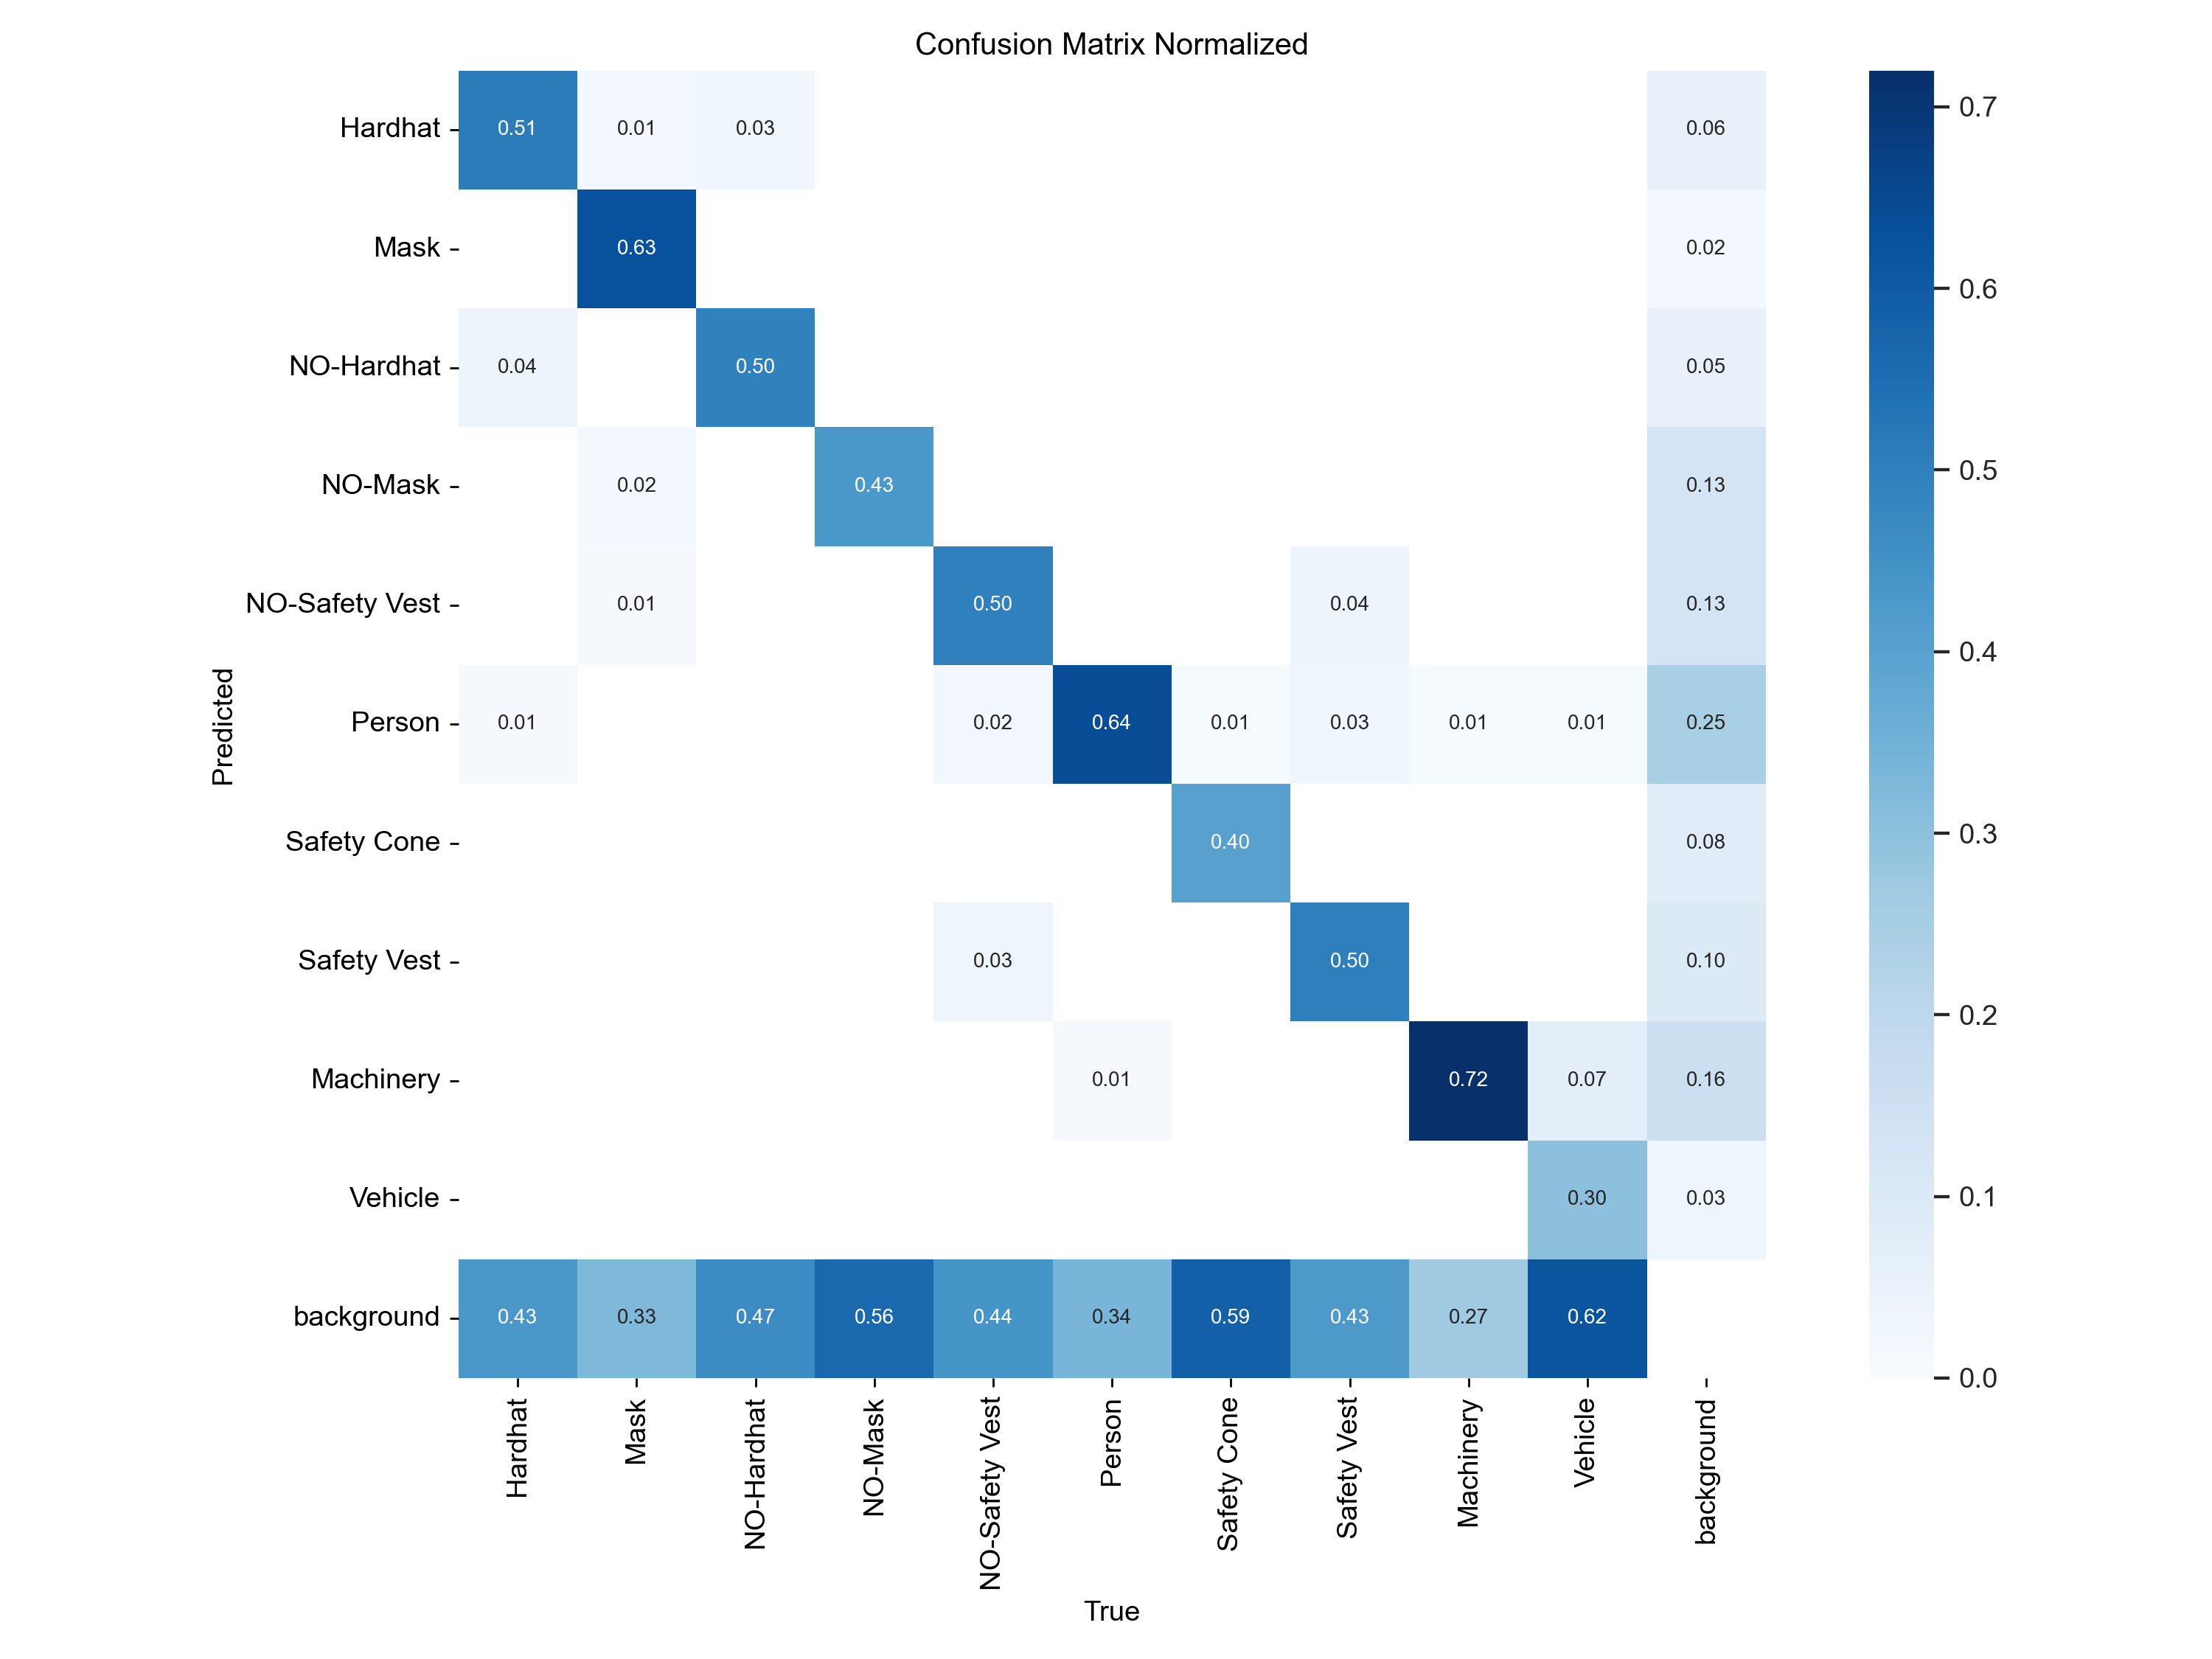 Confusion Matrix Normalized
Hardhat 0.51 0.01 0.03 0.06
Mask 0.63 0.02
NO-Hardhat 0.04 0.50 0.05
NO-Mask 0.02 0.43 0.13
NO-Safety Vest 0.01 0.50 0.04 0.13
Person 0.01 0.02 0.64 0.01 0.03 0.01 0.01 0.25
Safety Cone 0.40 0.08
Safety Vest 0.03 0.50 0.10
Machinery 0.01 0.72 0.07 0.16
Vehicle 0.30 0.03
background 0.43 0.33 0.47 0.56 0.44 0.34 0.59 0.43 0.27 0.62
Predicted
Hardhat
Mask
NO-Hardhat
NO-Mask
NO-Safety Vest
Person
Safety Cone
Safety Vest
Machinery
Vehicle
background
True
0.7
0.6
0.5
0.4
0.3
0.2
0.1
0.0